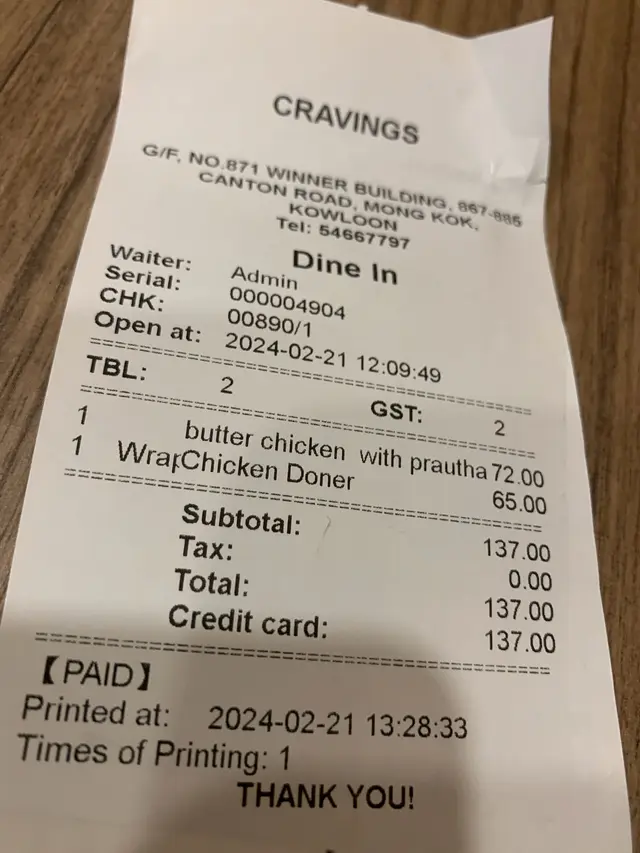 CRAVINGS
G/F, NO.871 WINNER BUILDING, 867-885
CANTON ROAD, MONG KOK,
KOWLOON
Tel: 54667797
Dine In
Waiter: Admin
Serial: 000004904
CHK: 00890/1
Open at: 2024-02-21 12:09:49
TBL: 2 GST: 2
1 butter chicken with prautha 72.00
1 WrapChicken Doner 65.00
Subtotal: 137.00
Tax: 0.00
Total: 137.00
Credit card: 137.00
【PAID】
Printed at: 2024-02-21 13:28:33
Times of Printing: 1
THANK YOU!